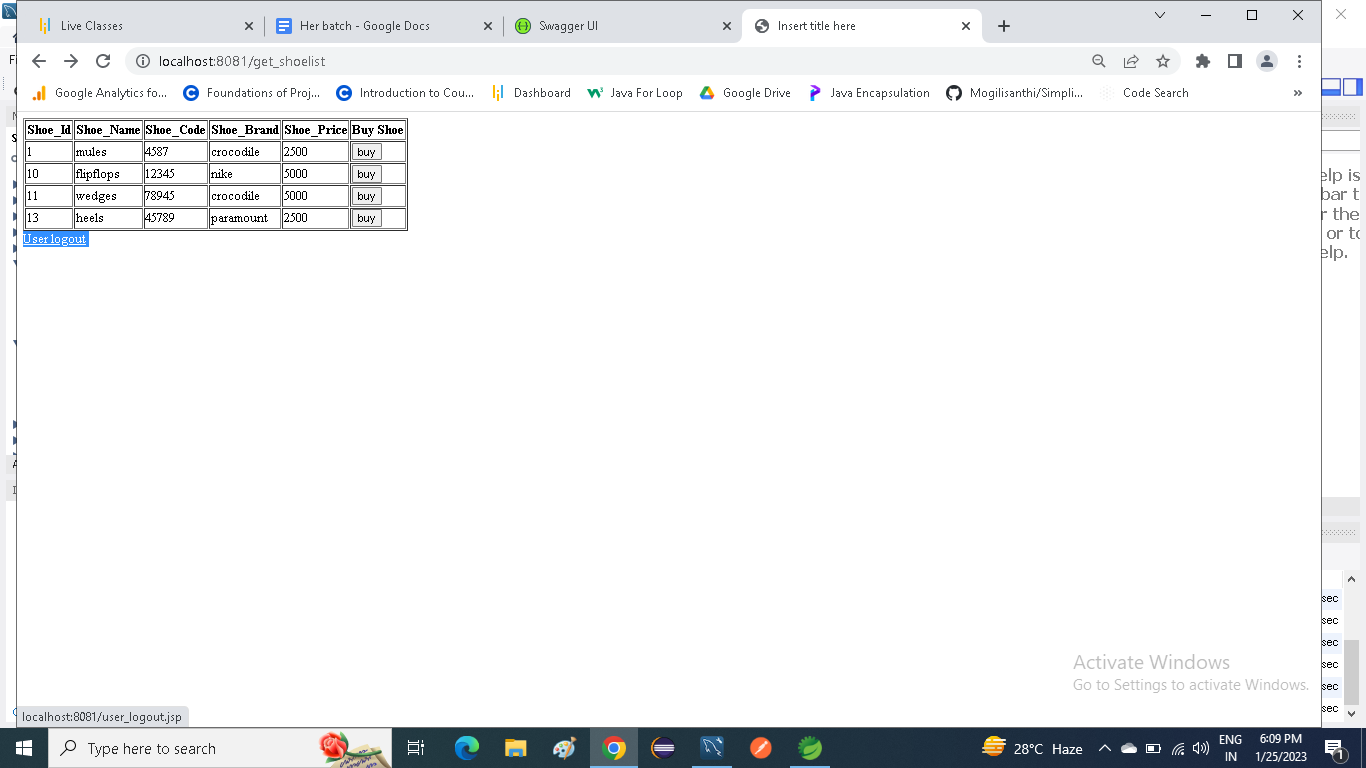 Live Classes
Her batch - Google Docs
Swagger UI
Insert title here
localhost:8081/get_shoelist
Google Analytics fo...
Foundations of Proj...
Introduction to Cou...
Dashboard
Java For Loop
Google Drive
Java Encapsulation
Mogilisanthi/Simpli...
Code Search
»
Shoe_Id Shoe_Name Shoe_Code Shoe_Brand Shoe_Price Buy Shoe
1 mules 4587 crocodile 2500 buy
10 flipflops 12345 nike 5000 buy
11 wedges 78945 crocodile 5000 buy
13 heels 45789 paramount 2500 buy
User logout
elp is
bar t
r the
or to
elp.
sec
sec
sec
sec
sec
sec
Activate Windows
Go to Settings to activate Windows.
localhost:8081/user_logout.jsp
Type here to search
28°C Haze
ENG
IN
6:09 PM
1/25/2023
1